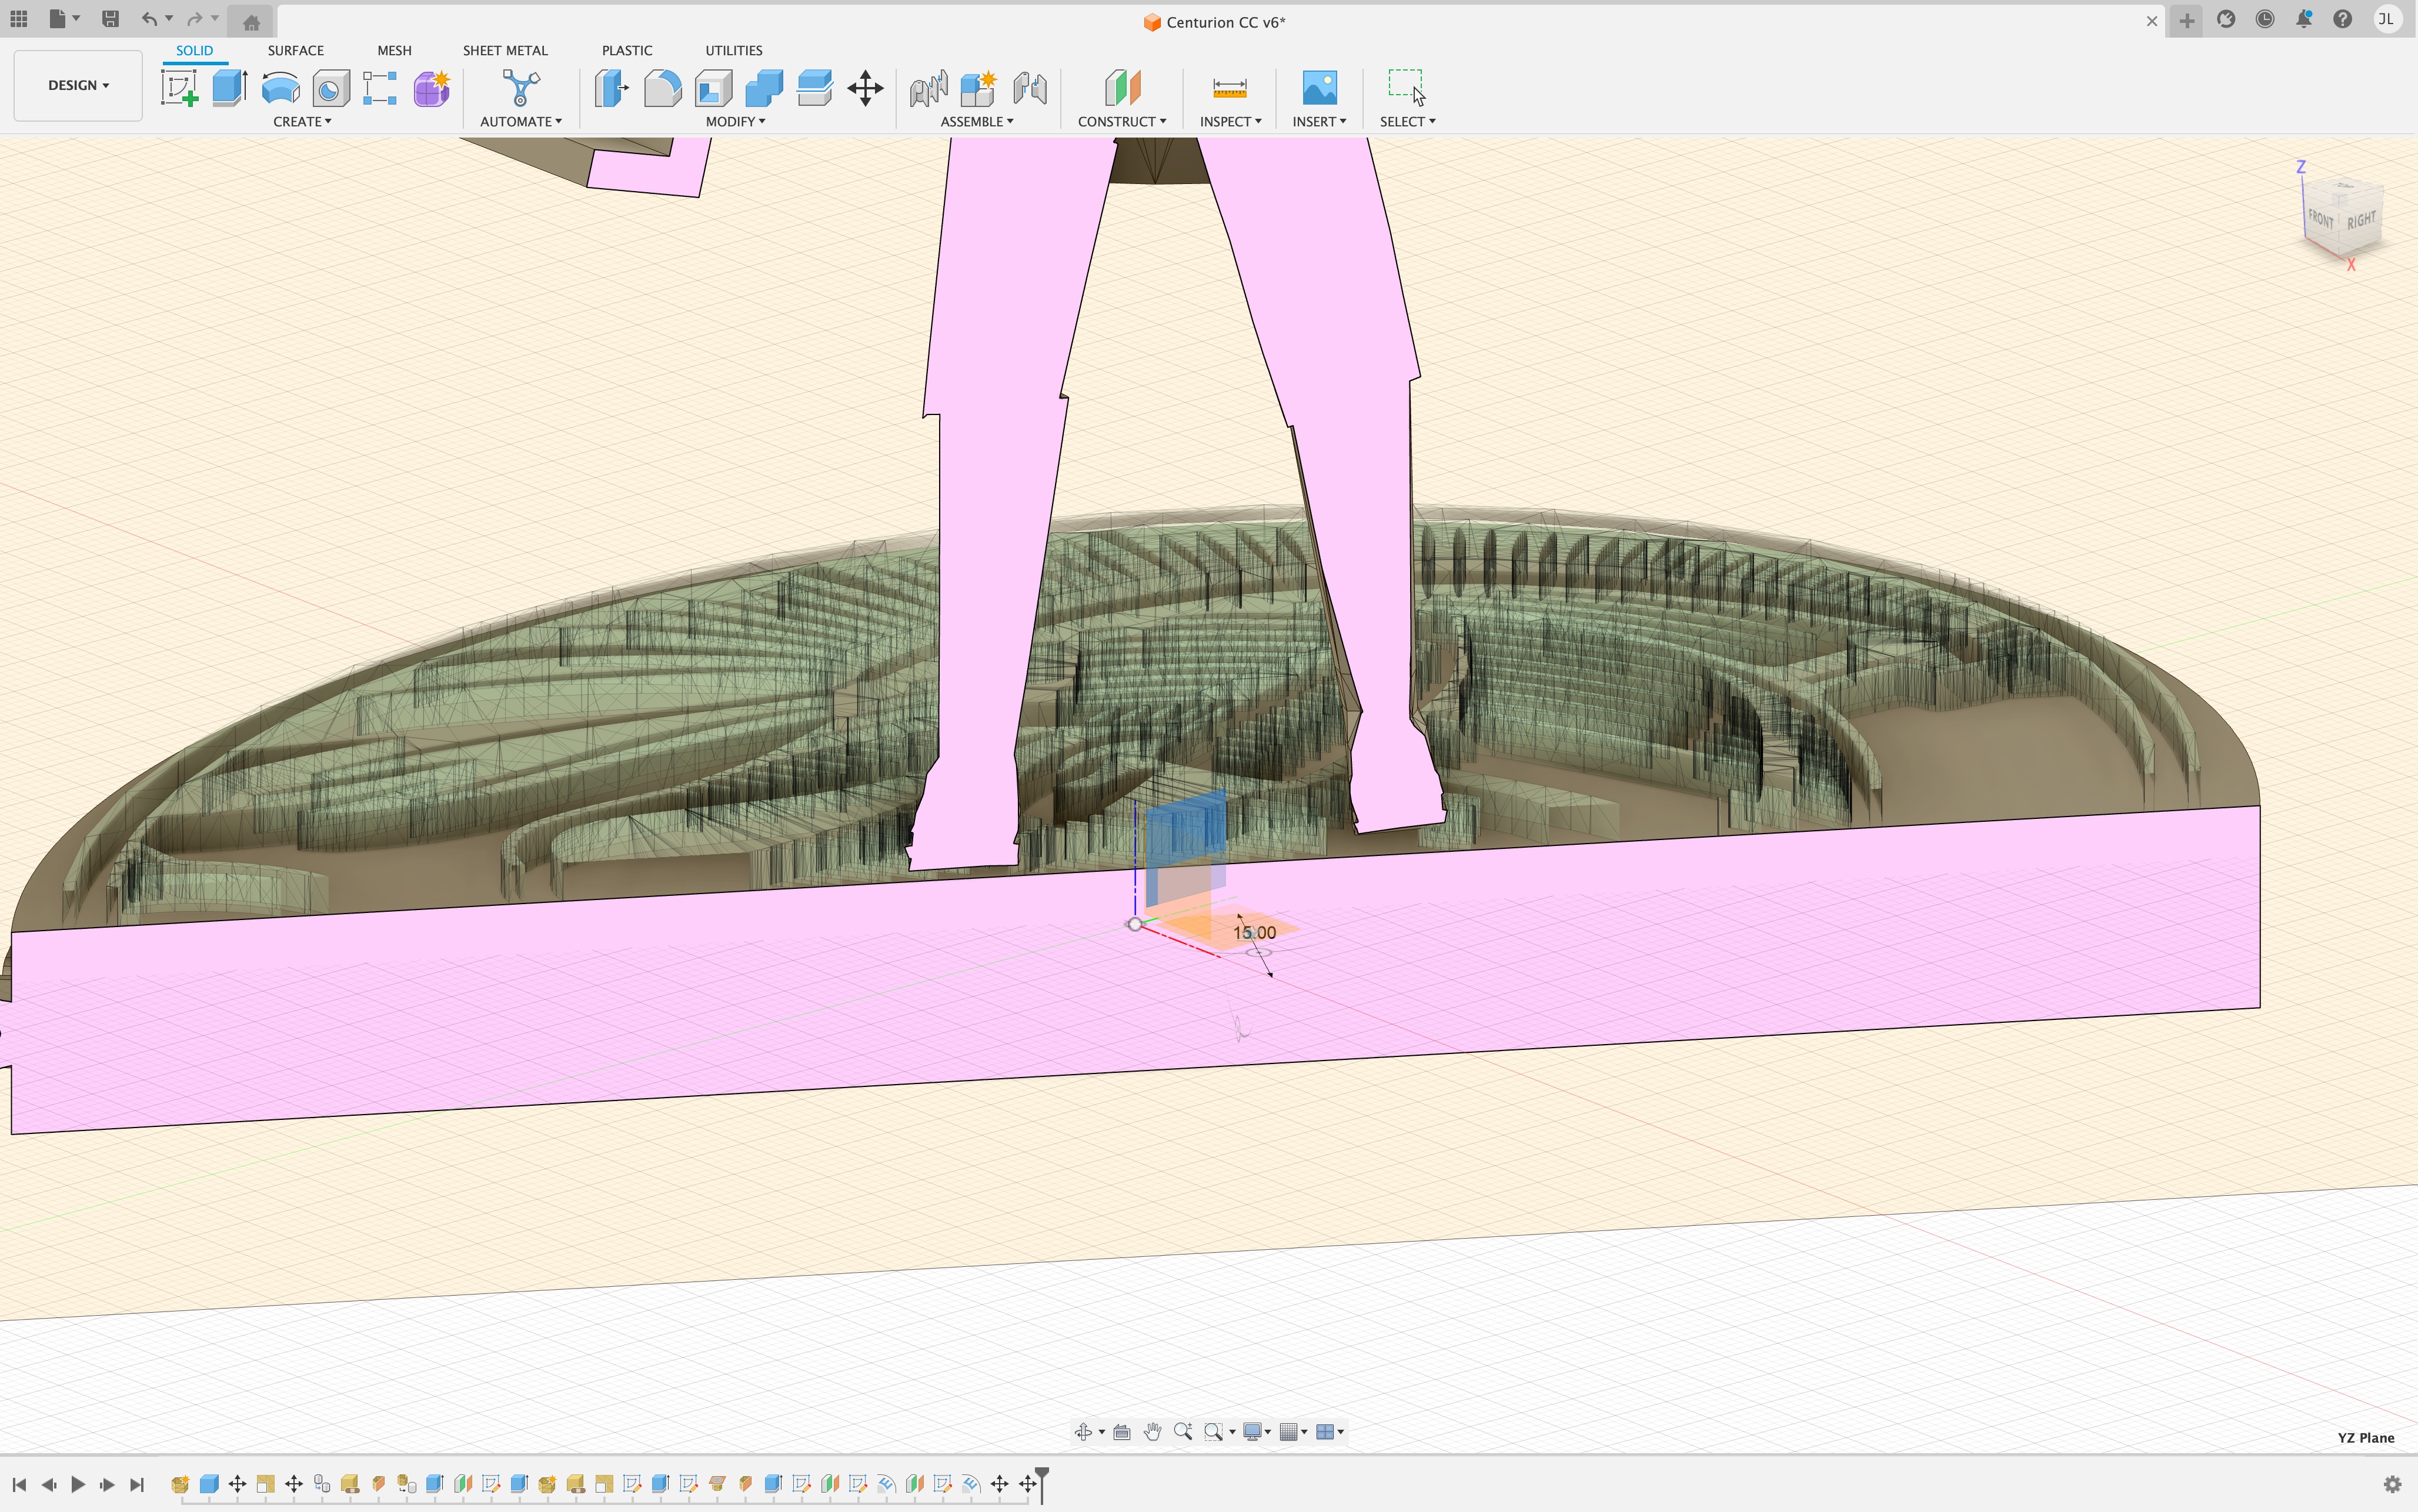 Centurion CC v6*
JL
SOLID
SURFACE
MESH
SHEET METAL
PLASTIC
UTILITIES
DESIGN
CREATE
AUTOMATE
MODIFY
ASSEMBLE
CONSTRUCT
INSPECT
INSERT
SELECT
Z
FRONT
RIGHT
X
15.00
YZ Plane